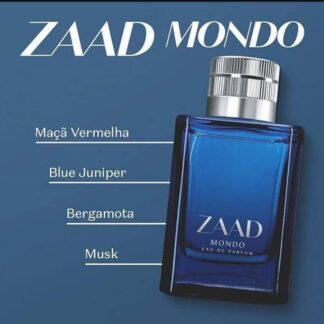 ZAAD MONDO
Maçã Vermelha
Blue Juniper
Bergamota
Musk
ZAAD
MONDO
EAU DE PARFUM